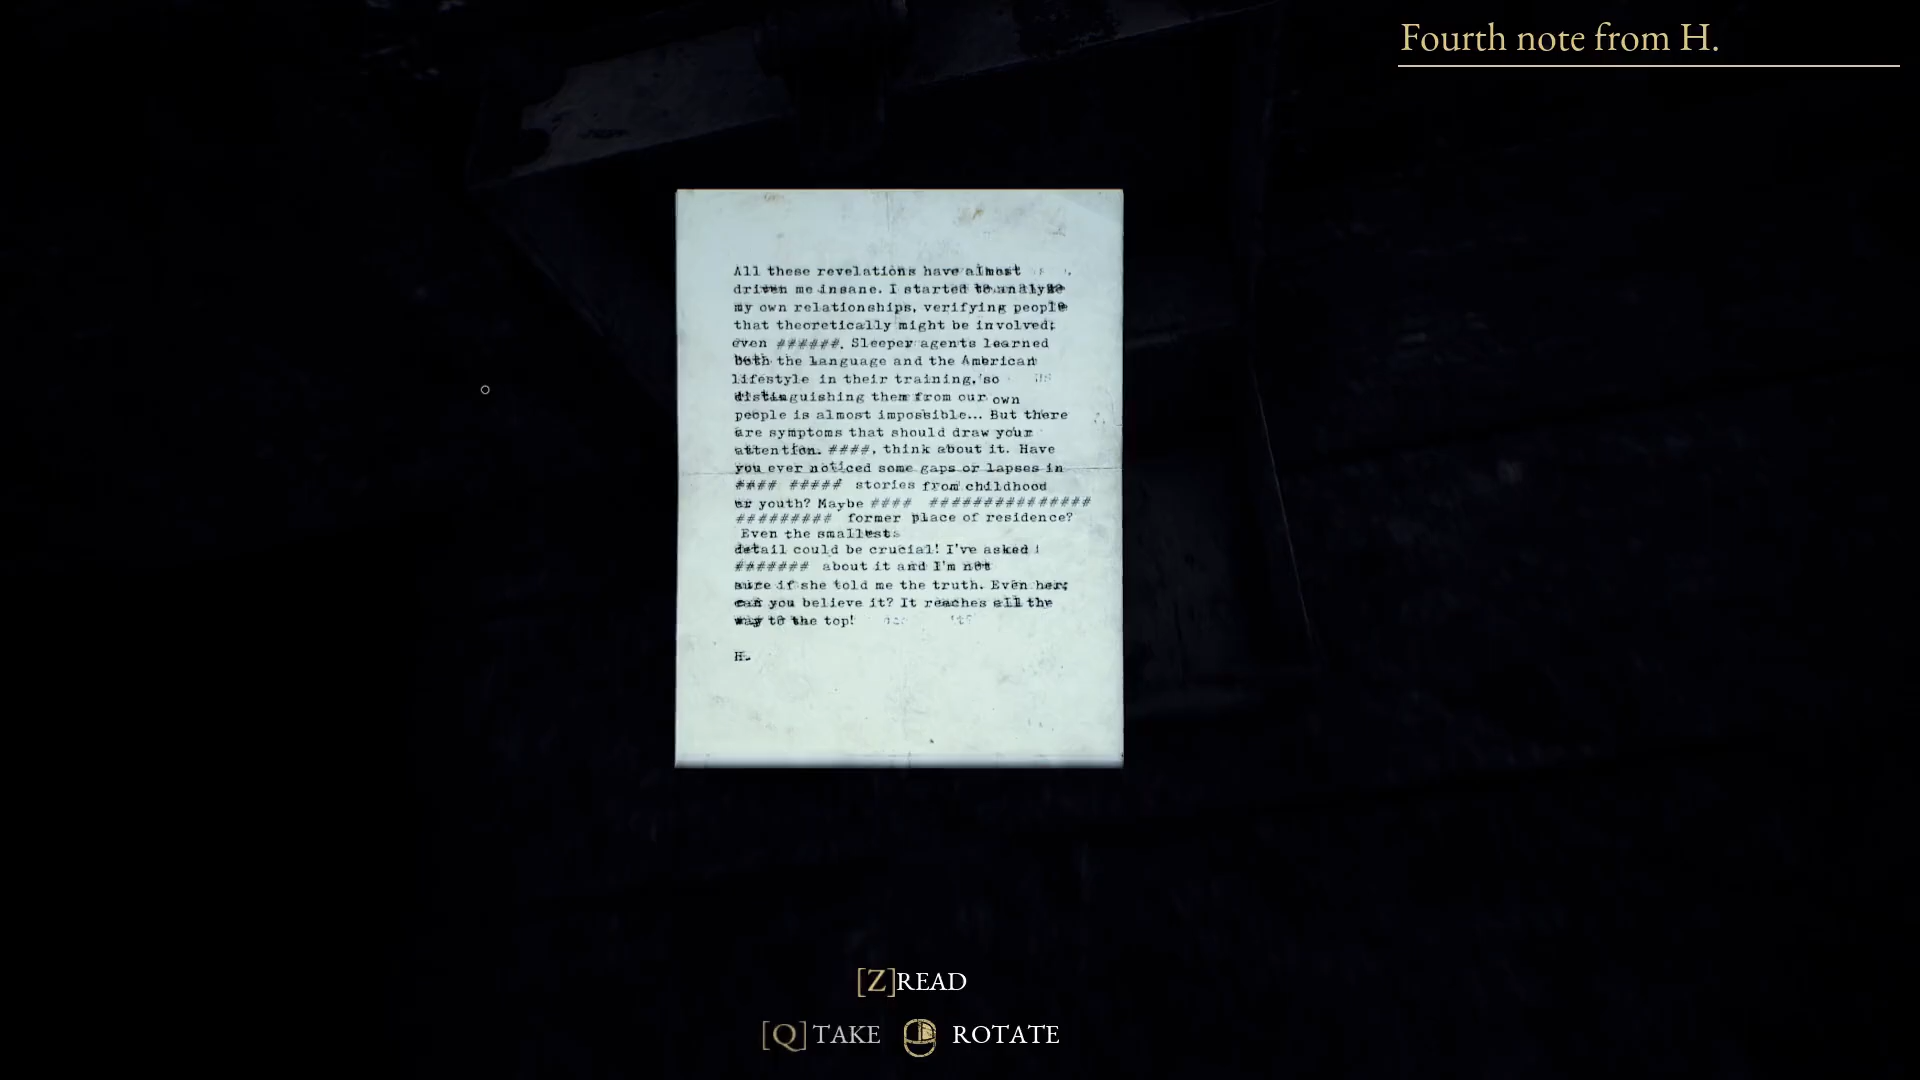 Fourth note from H.
All these revelations have almost
driven me insane. I started to analyze
my own relationships, verifying people
that theoretically might be involved;
even ######. Sleeper agents learned
both the language and the American
lifestyle in their training, so
distinguishing them from our own
people is almost impossible... But there
are symptoms that should draw your
attention. ####, think about it. Have
you ever noticed some gaps or lapses in
#### ##### stories from childhood
or youth? Maybe #### ###############
######### former place of residence?
Even the smallest
detail could be crucial! I've asked
####### about it and I'm not
sure if she told me the truth. Even her;
can you believe it? It reaches all the
way to the top!
H.
[Z]READ
[Q]TAKE ROTATE